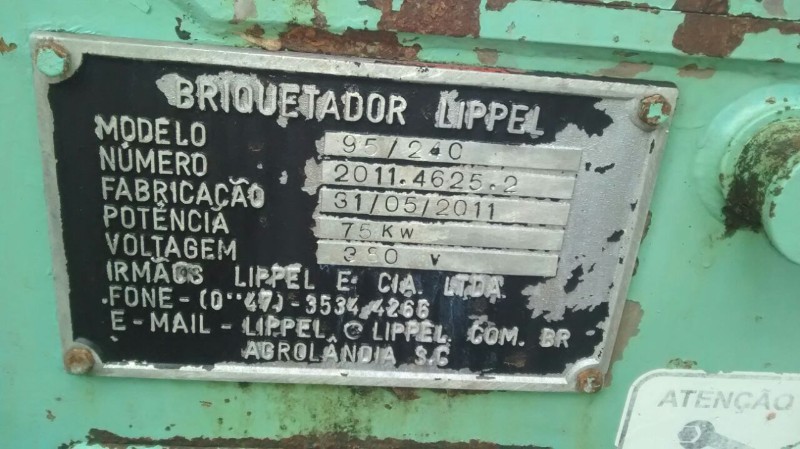 BRIQUETADOR LIPPEL
MODELO 95/240
NÚMERO 2011.4625.2
FABRICAÇÃO 31/05/2011
POTÊNCIA 75 KW
VOLTAGEM 380 V
IRMÃOS LIPPEL E CIA. LTDA.
FONE-(0**47)-3534.4266
E-MAIL-LIPPEL @ LIPPEL.COM.BR
AGROLÂNDIA S.C
ATENÇÃO